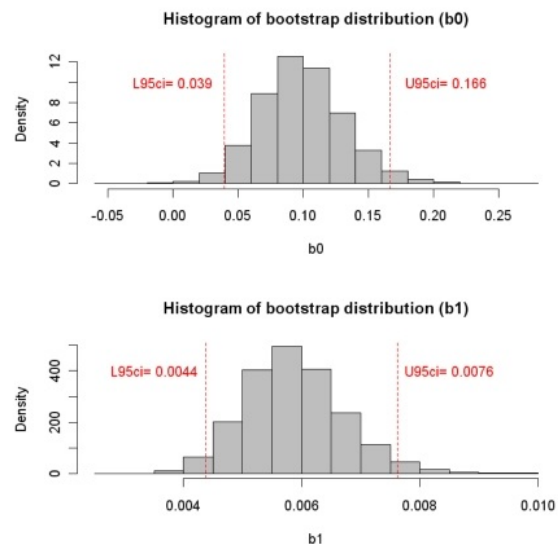 Histogram of bootstrap distribution (b0)
L95ci= 0.039
U95ci= 0.166
Density
12
8
6
4
2
0
-0.05 0.00 0.05 0.10 0.15 0.20 0.25
b0
Histogram of bootstrap distribution (b1)
L95ci= 0.0044
U95ci= 0.0076
Density
400
200
0
0.004 0.006 0.008 0.010
b1